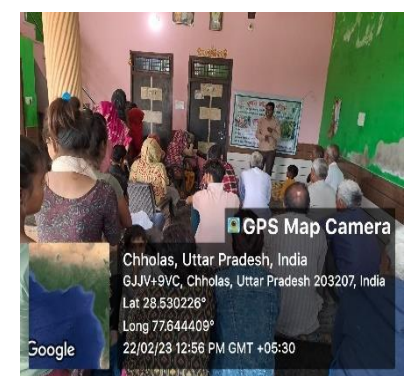 GPS Map Camera
Chholas, Uttar Pradesh, India
GJJV+9VC, Chholas, Uttar Pradesh 203207, India
Lat 28.530226°
Long 77.644409°
22/02/23 12:56 PM GMT +05:30
Google